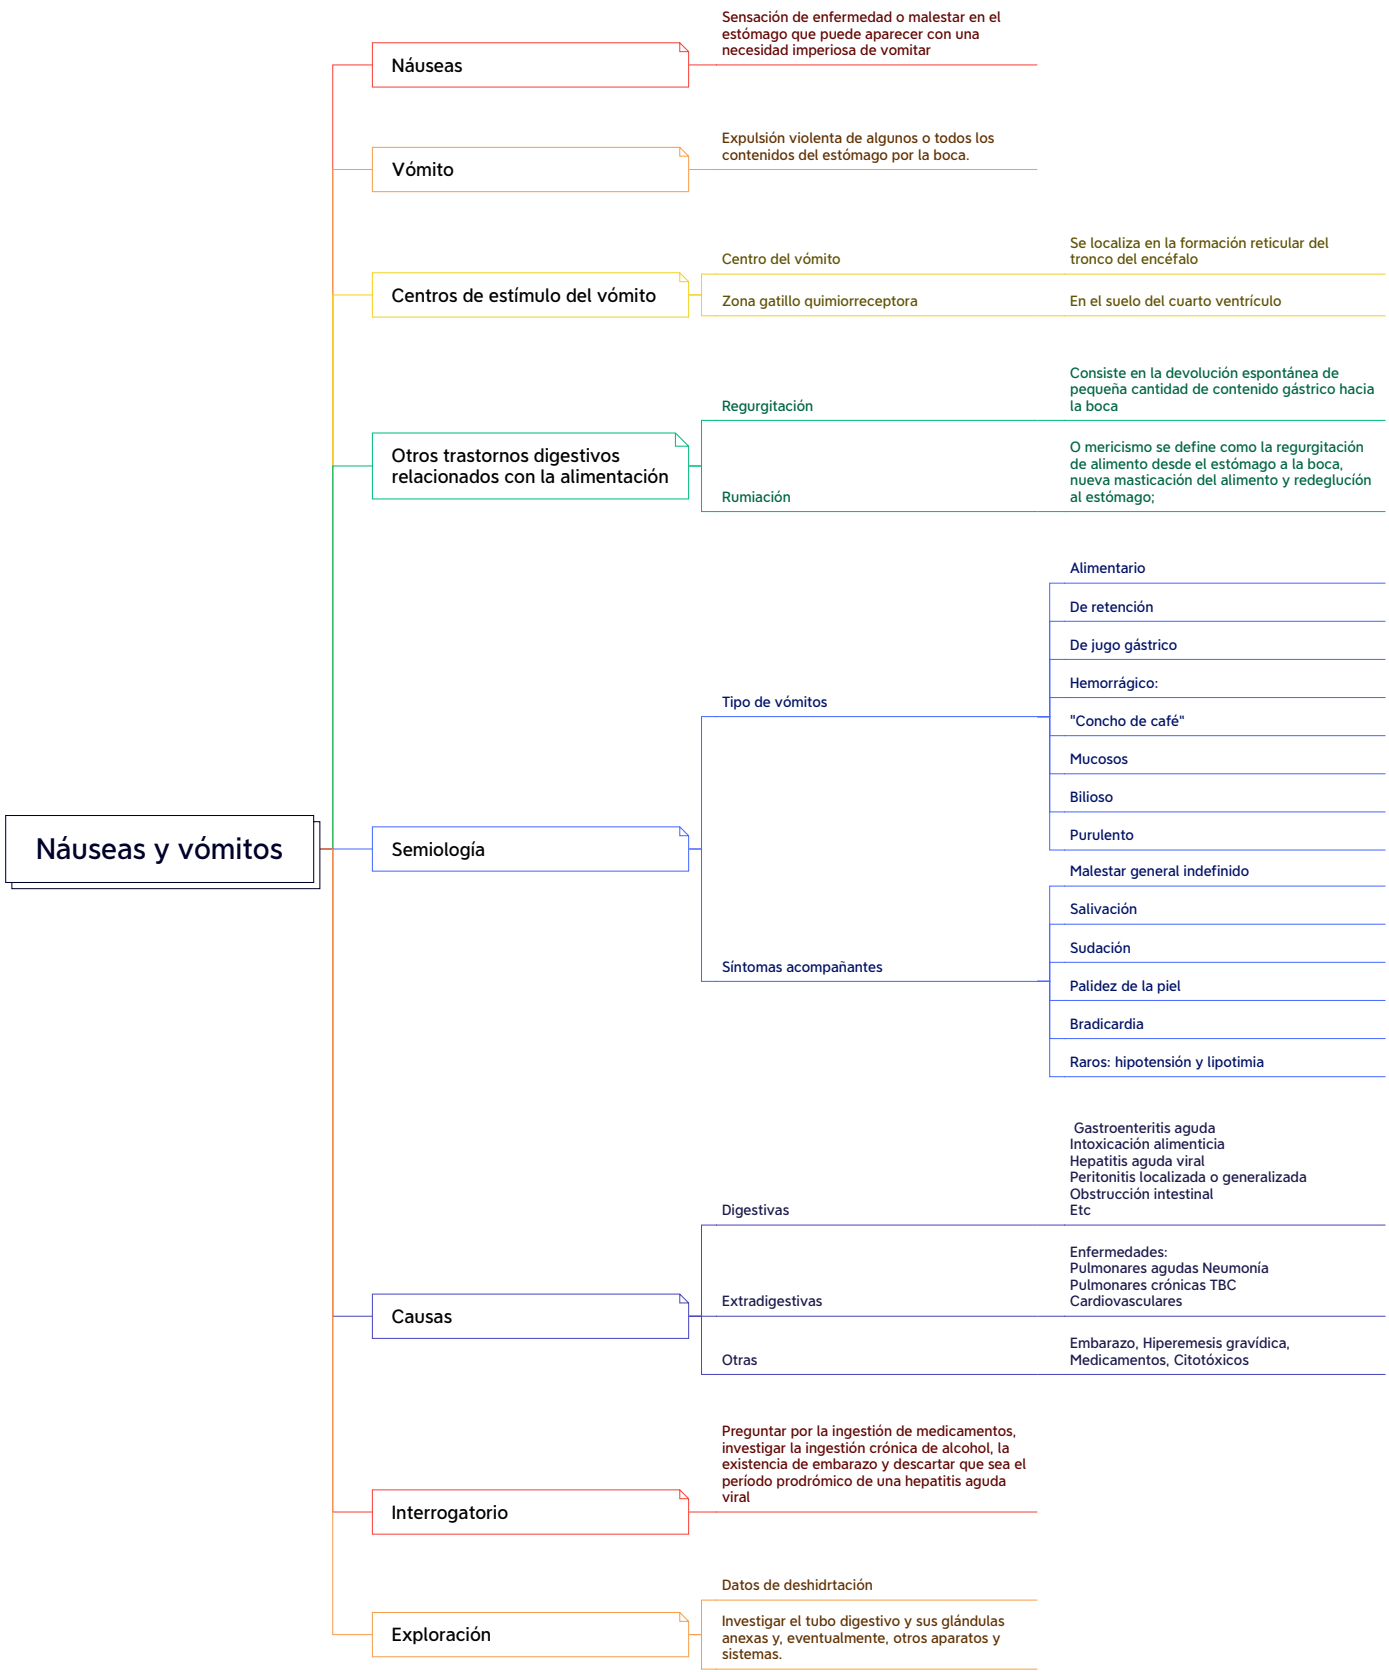 Náuseas y vómitos
Náuseas
Sensación de enfermedad o malestar en el
estómago que puede aparecer con una
necesidad imperiosa de vomitar
Vómito
Expulsión violenta de algunos o todos los
contenidos del estómago por la boca.
Centros de estímulo del vómito
Centro del vómito
Se localiza en la formación reticular del
tronco del encéfalo
Zona gatillo quimiorreceptora
En el suelo del cuarto ventrículo
Otros trastornos digestivos
relacionados con la alimentación
Regurgitación
Consiste en la devolución espontánea de
pequeña cantidad de contenido gástrico hacia
la boca
Rumiación
O mericismo se define como la regurgitación
de alimento desde el estómago a la boca,
nueva masticación del alimento y redeglución
al estómago;
Semiología
Tipo de vómitos
Alimentario
De retención
De jugo gástrico
Hemorrágico:
"Concho de café"
Mucosos
Bilioso
Purulento
Síntomas acompañantes
Malestar general indefinido
Salivación
Sudación
Palidez de la piel
Bradicardia
Raros: hipotensión y lipotimia
Causas
Digestivas
Gastroenteritis aguda
Intoxicación alimenticia
Hepatitis aguda viral
Peritonitis localizada o generalizada
Obstrucción intestinal
Etc
Extradigestivas
Enfermedades:
Pulmonares agudas Neumonía
Pulmonares crónicas TBC
Cardiovasculares
Otras
Embarazo, Hiperemesis gravídica,
Medicamentos, Citotóxicos
Interrogatorio
Preguntar por la ingestión de medicamentos,
investigar la ingestión crónica de alcohol, la
existencia de embarazo y descartar que sea el
período prodrómico de una hepatitis aguda
viral
Exploración
Datos de deshidrtación
Investigar el tubo digestivo y sus glándulas
anexas y, eventualmente, otros aparatos y
sistemas.